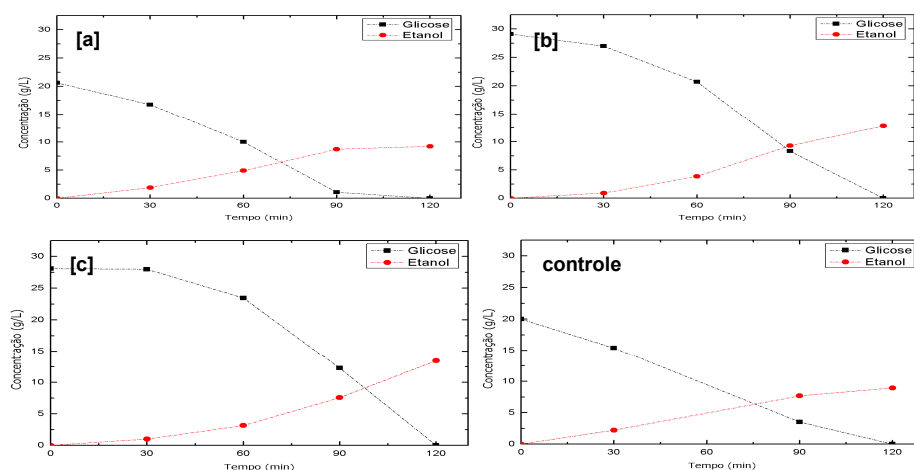 [a]
Glicose
Etanol
Concentração (g/L)
30
25
20
15
10
5
0
0 30 60 90 120
Tempo (min)
[b]
Glicose
Etanol
Concentração (g/L)
30
25
20
15
10
5
0
0 30 60 90 120
Tempo (min)
[c]
Glicose
Etanol
Concentração (g/L)
30
25
20
15
10
5
0
0 30 60 90 120
Tempo (min)
controle
Glicose
Etanol
Concentração (g/L)
30
25
20
15
10
5
0
0 30 60 90 120
Tempo (min)